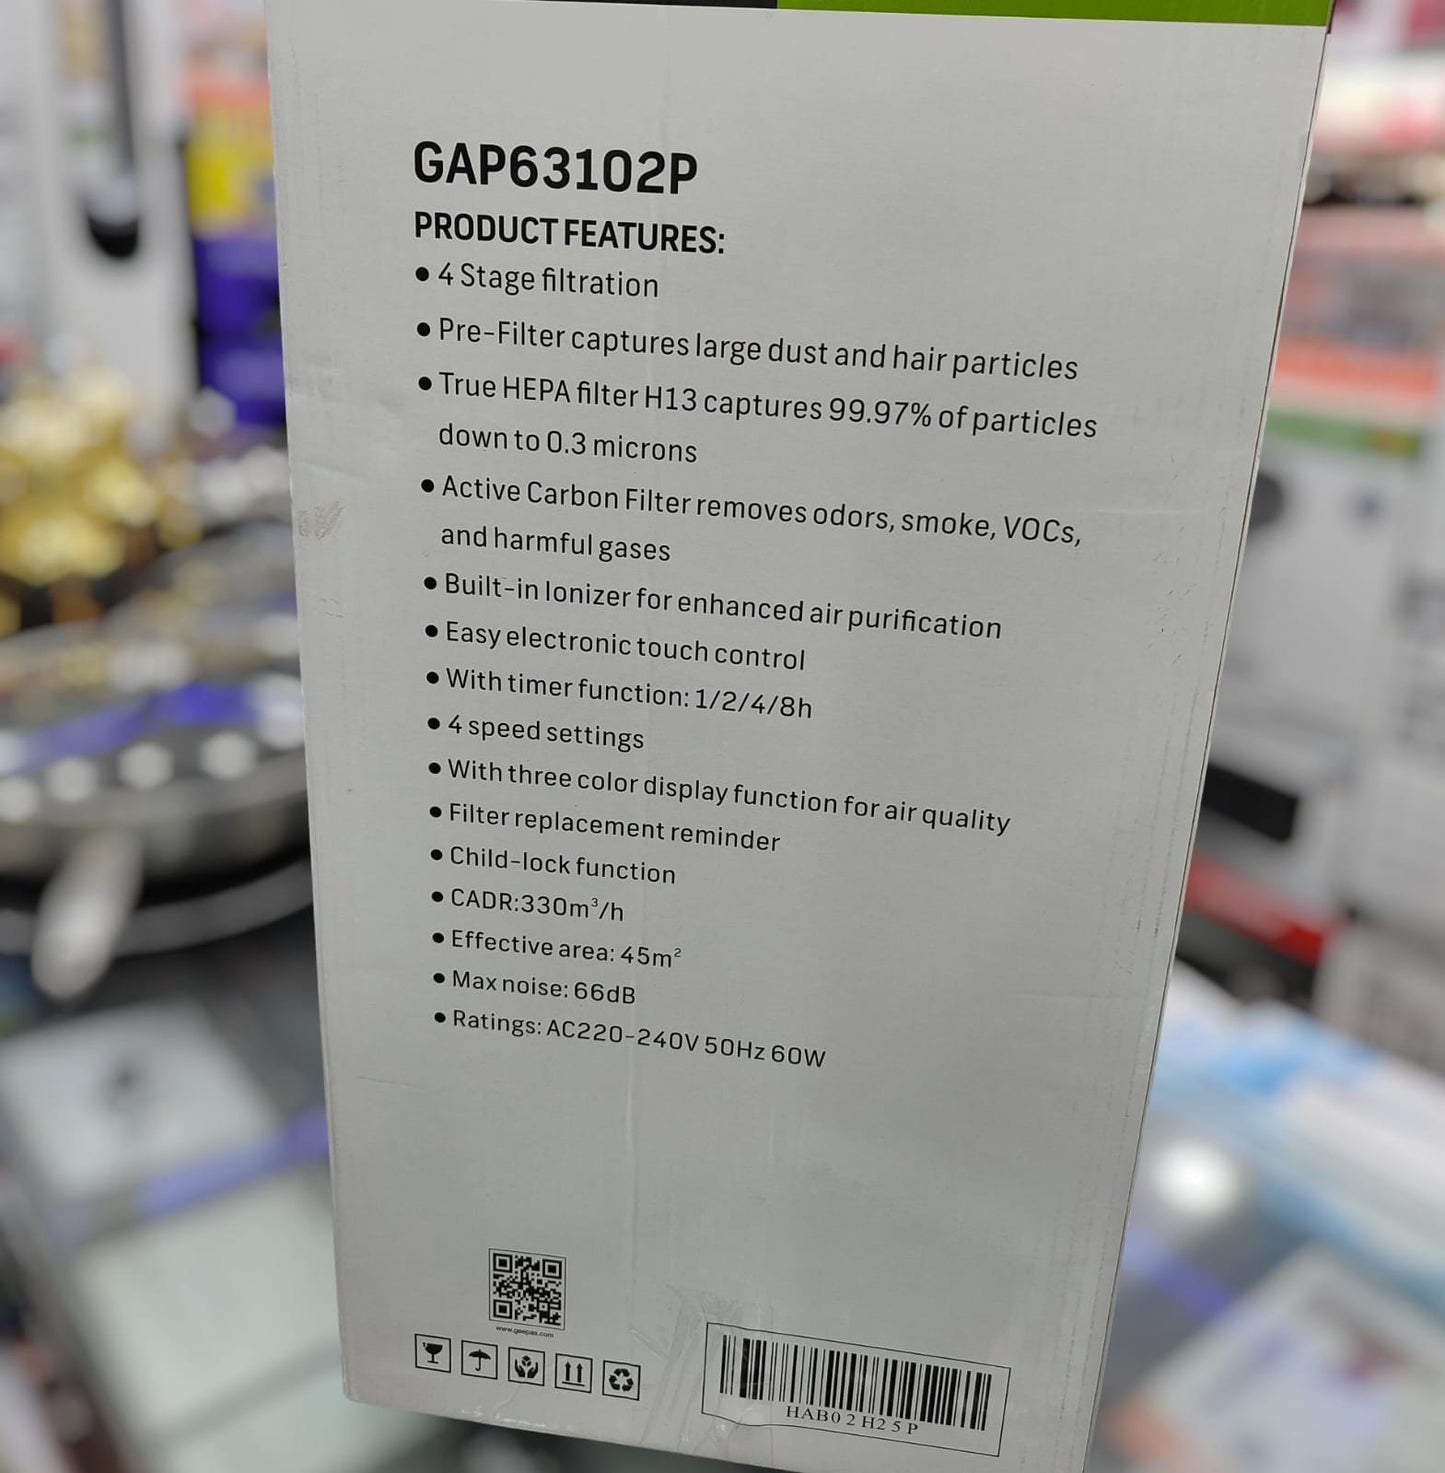 GAP63102P
PRODUCT FEATURES:
● 4 Stage filtration
● Pre-Filter captures large dust and hair particles
● True HEPA filter H13 captures 99.97% of particles
down to 0.3 microns
● Active Carbon Filter removes odors, smoke, VOCs,
and harmful gases
● Built-in Ionizer for enhanced air purification
● Easy electronic touch control
● With timer function: 1/2/4/8h
● 4 speed settings
● With three color display function for air quality
● Filter replacement reminder
● Child-lock function
● CADR:330m³/h
● Effective area: 45m²
● Max noise: 66dB
● Ratings: AC220-240V 50Hz 60W
www.geepas.com
HAB02H25P